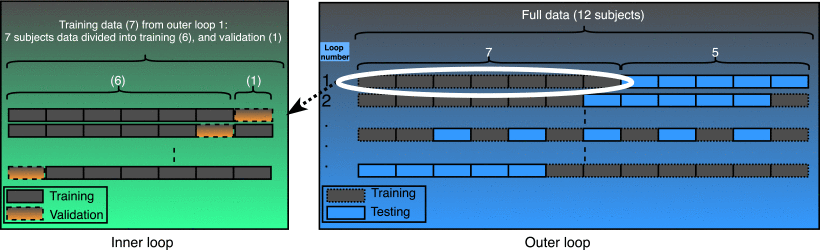 Training data (7) from outer loop 1:
7 subjects data divided into training (6), and validation (1)
(6)
(1)
Training
Validation
Inner loop
Full data (12 subjects)
Loop
number
7
5
1
2
.
.
.
Training
Testing
Outer loop